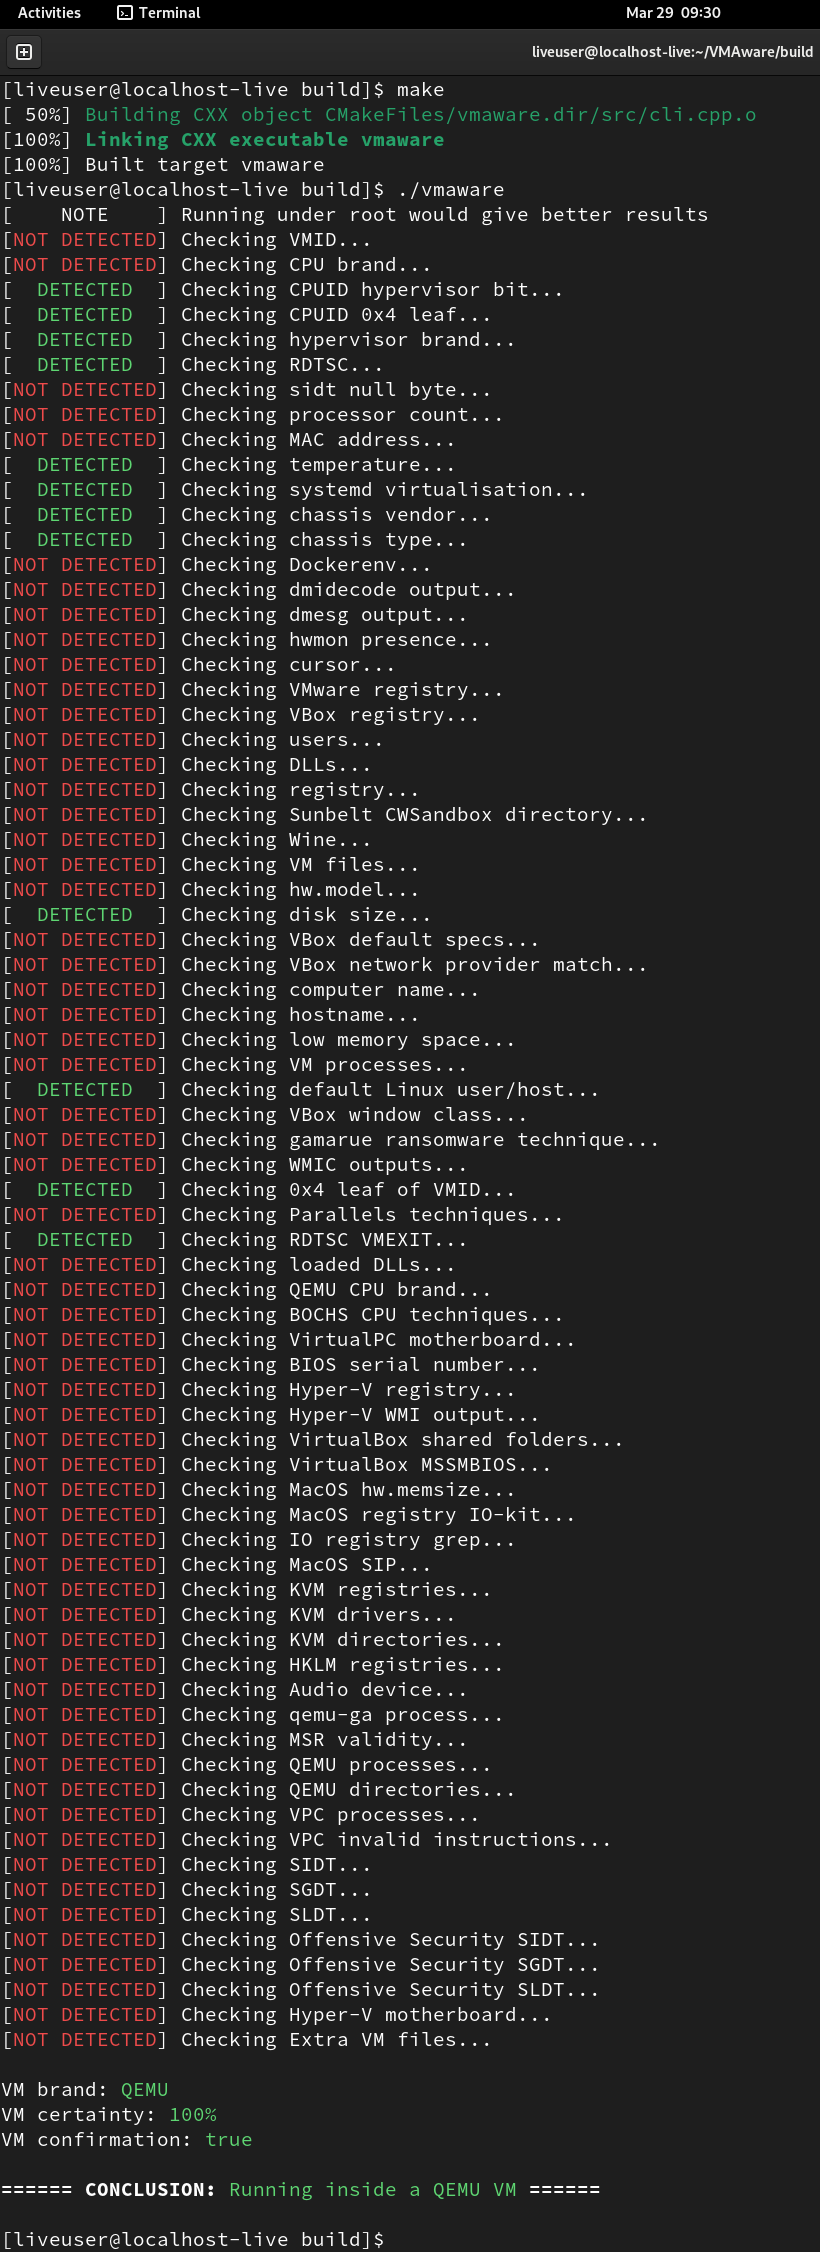 Activities Terminal Mar 29 09:30
liveuser@localhost-live:~/VMAware/build
[liveuser@localhost-live build]$ make
[ 50%] Building CXX object CMakeFiles/vmaware.dir/src/cli.cpp.o
[100%] Linking CXX executable vmaware
[100%] Built target vmaware
[liveuser@localhost-live build]$ ./vmaware
[    NOTE    ] Running under root would give better results
[NOT DETECTED] Checking VMID...
[NOT DETECTED] Checking CPU brand...
[  DETECTED  ] Checking CPUID hypervisor bit...
[  DETECTED  ] Checking CPUID 0x4 leaf...
[  DETECTED  ] Checking hypervisor brand...
[  DETECTED  ] Checking RDTSC...
[NOT DETECTED] Checking sidt null byte...
[NOT DETECTED] Checking processor count...
[NOT DETECTED] Checking MAC address...
[  DETECTED  ] Checking temperature...
[  DETECTED  ] Checking systemd virtualisation...
[  DETECTED  ] Checking chassis vendor...
[  DETECTED  ] Checking chassis type...
[NOT DETECTED] Checking Dockerenv...
[NOT DETECTED] Checking dmidecode output...
[NOT DETECTED] Checking dmesg output...
[NOT DETECTED] Checking hwmon presence...
[NOT DETECTED] Checking cursor...
[NOT DETECTED] Checking VMware registry...
[NOT DETECTED] Checking VBox registry...
[NOT DETECTED] Checking users...
[NOT DETECTED] Checking DLLs...
[NOT DETECTED] Checking registry...
[NOT DETECTED] Checking Sunbelt CWSandbox directory...
[NOT DETECTED] Checking Wine...
[NOT DETECTED] Checking VM files...
[NOT DETECTED] Checking hw.model...
[  DETECTED  ] Checking disk size...
[NOT DETECTED] Checking VBox default specs...
[NOT DETECTED] Checking VBox network provider match...
[NOT DETECTED] Checking computer name...
[NOT DETECTED] Checking hostname...
[NOT DETECTED] Checking low memory space...
[NOT DETECTED] Checking VM processes...
[  DETECTED  ] Checking default Linux user/host...
[NOT DETECTED] Checking VBox window class...
[NOT DETECTED] Checking gamarue ransomware technique...
[NOT DETECTED] Checking WMIC outputs...
[  DETECTED  ] Checking 0x4 leaf of VMID...
[NOT DETECTED] Checking Parallels techniques...
[  DETECTED  ] Checking RDTSC VMEXIT...
[NOT DETECTED] Checking loaded DLLs...
[NOT DETECTED] Checking QEMU CPU brand...
[NOT DETECTED] Checking BOCHS CPU techniques...
[NOT DETECTED] Checking VirtualPC motherboard...
[NOT DETECTED] Checking BIOS serial number...
[NOT DETECTED] Checking Hyper-V registry...
[NOT DETECTED] Checking Hyper-V WMI output...
[NOT DETECTED] Checking VirtualBox shared folders...
[NOT DETECTED] Checking VirtualBox MSSMBIOS...
[NOT DETECTED] Checking MacOS hw.memsize...
[NOT DETECTED] Checking MacOS registry IO-kit...
[NOT DETECTED] Checking IO registry grep...
[NOT DETECTED] Checking MacOS SIP...
[NOT DETECTED] Checking KVM registries...
[NOT DETECTED] Checking KVM drivers...
[NOT DETECTED] Checking KVM directories...
[NOT DETECTED] Checking HKLM registries...
[NOT DETECTED] Checking Audio device...
[NOT DETECTED] Checking qemu-ga process...
[NOT DETECTED] Checking MSR validity...
[NOT DETECTED] Checking QEMU processes...
[NOT DETECTED] Checking QEMU directories...
[NOT DETECTED] Checking VPC processes...
[NOT DETECTED] Checking VPC invalid instructions...
[NOT DETECTED] Checking SIDT...
[NOT DETECTED] Checking SGDT...
[NOT DETECTED] Checking SLDT...
[NOT DETECTED] Checking Offensive Security SIDT...
[NOT DETECTED] Checking Offensive Security SGDT...
[NOT DETECTED] Checking Offensive Security SLDT...
[NOT DETECTED] Checking Hyper-V motherboard...
[NOT DETECTED] Checking Extra VM files...
VM brand: QEMU
VM certainty: 100%
VM confirmation: true
====== CONCLUSION: Running inside a QEMU VM ======
[liveuser@localhost-live build]$